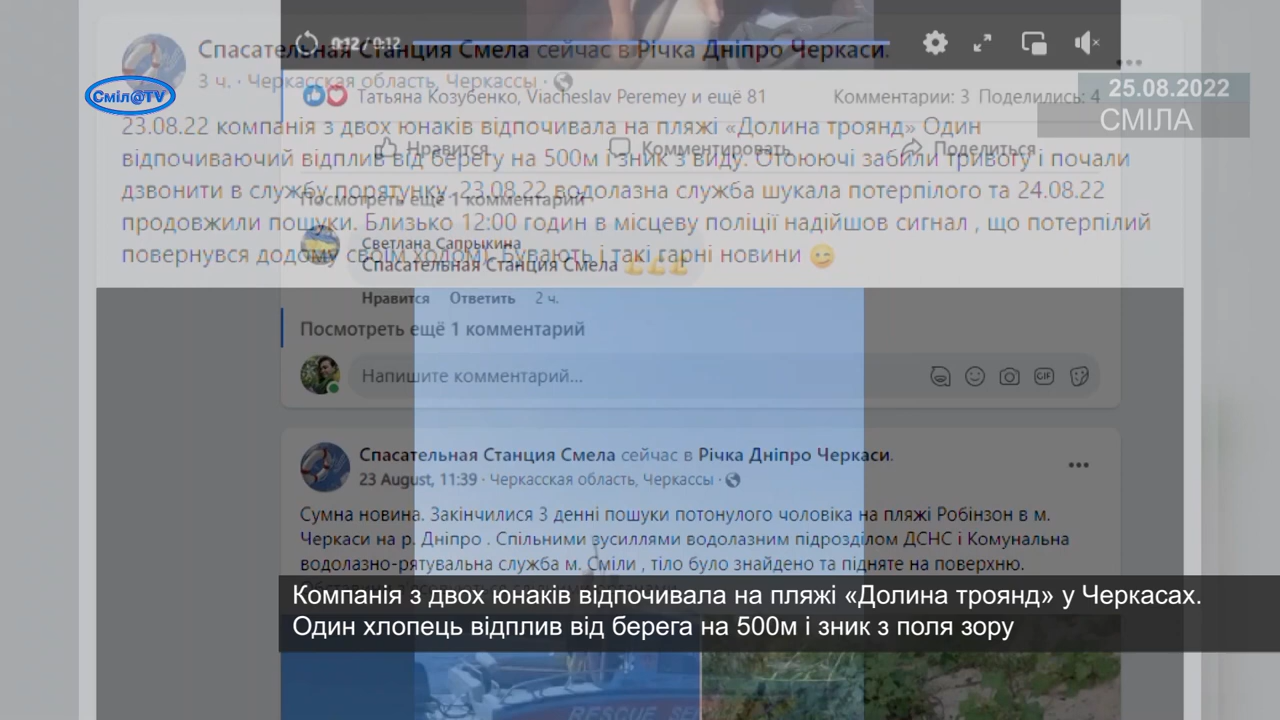 0:12 / 0:12
Спасательная Станция Смела сейчас в Річка Дніпро Черкаси.
3 ч. · Черкасская область, Черкассы ·
Сміл@TV
25.08.2022
СМІЛА
Татьяна Козубенко, Viacheslav Peremey и ещё 81
Комментарии: 3 Поделились: 4
23.08.22 компанія з двох юнаків відпочивала на пляжі «Долина троянд» Один
відпочиваючий відплив від берегу на 500м і зник з виду. Отоюючі забили тривогу і почали
дзвонити в службу порятунку. 23.08.22 водолазна служба шукала потерпілого та 24.08.22
продовжили пошуки. Близько 12:00 годин в місцеву поліції надійшов сигнал , що потерпілий
повернувся додому своїм ходом). Бувають і такі гарні новини
Нравится Комментировать Поделиться
Посмотреть ещё 1 комментарий
Светлана Сапрыкина
Спасательная Станция Смела
Нравится Ответить 2 ч.
Посмотреть ещё 1 комментарий
Напишите комментарий...
GIF
Спасательная Станция Смела сейчас в Річка Дніпро Черкаси.
23 August, 11:39 · Черкасская область, Черкассы ·
Сумна новина. Закінчилися 3 денні пошуки потонулого чоловіка на пляжі Робінзон в м.
Черкаси на р. Дніпро . Спільними зусиллями водолазним підрозділом ДСНС і Комунальна
водолазно-рятувальна служба м. Сміли , тіло було знайдено та підняте на поверхню.
Компанія з двох юнаків відпочивала на пляжі «Долина троянд» у Черкасах.
Один хлопець відплив від берега на 500м і зник з поля зору
RESCUE